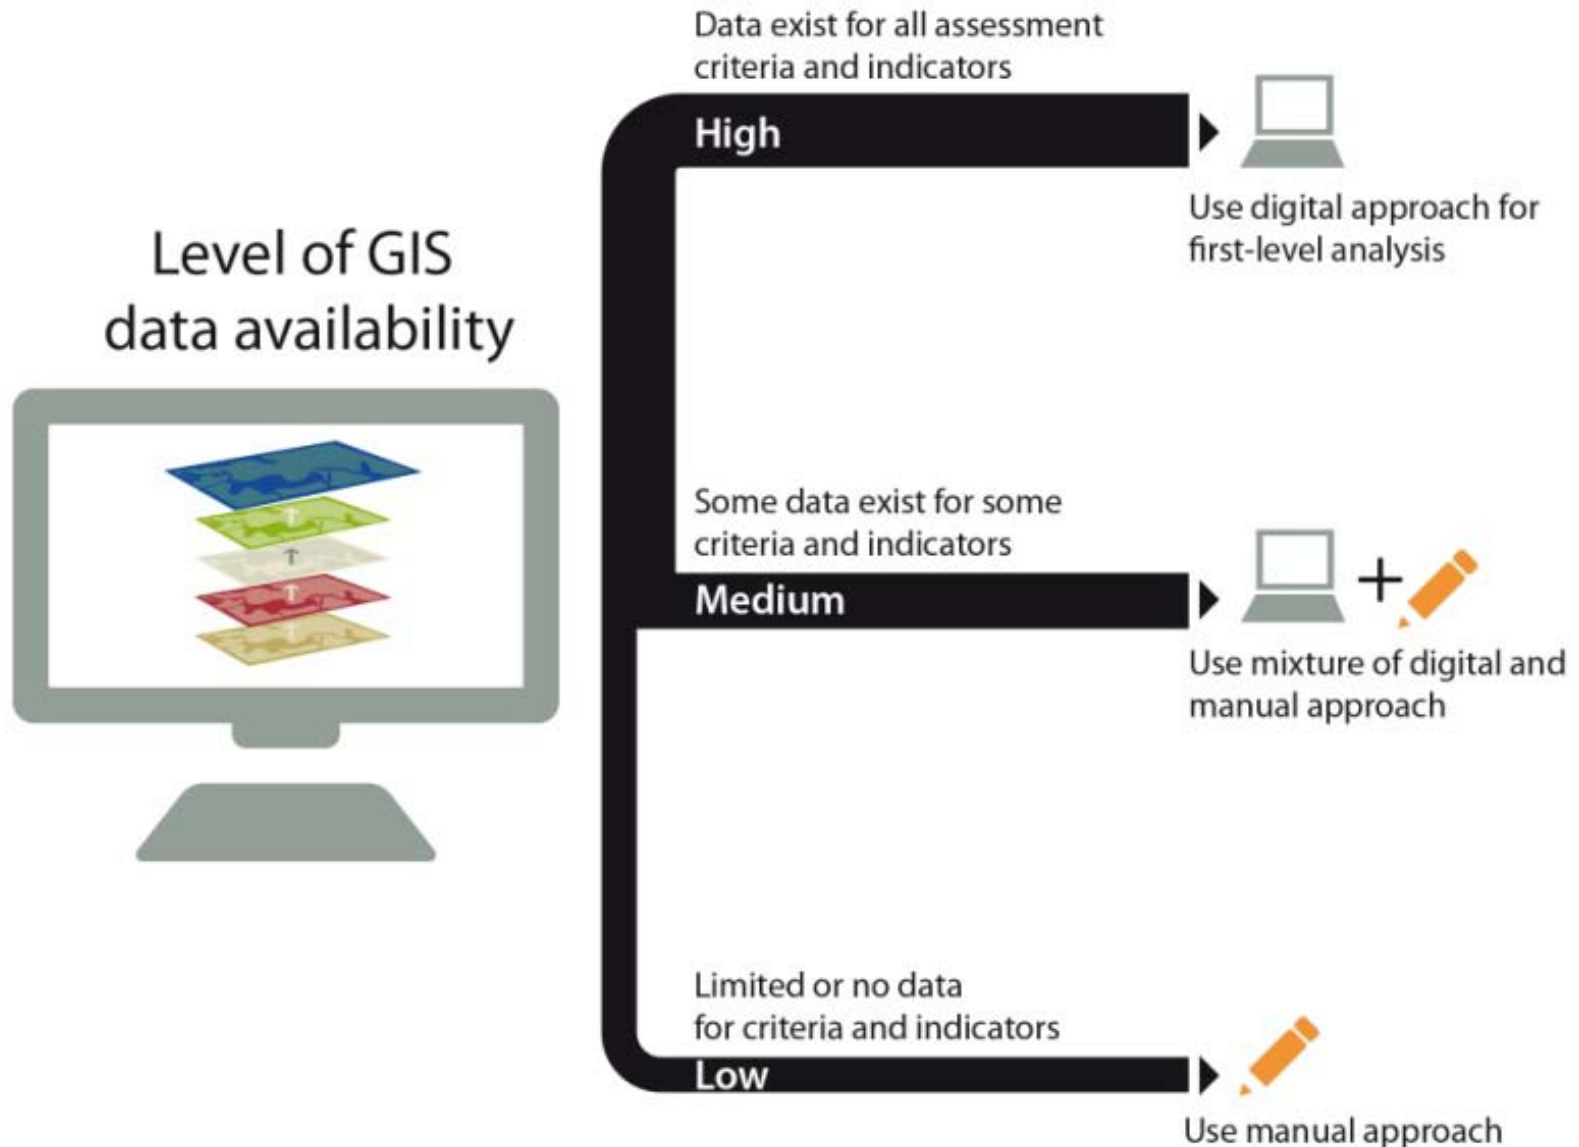 Level of GIS
data availability
Data exist for all assessment
criteria and indicators
High
Use digital approach for
first-level analysis
Some data exist for some
criteria and indicators
Medium
Use mixture of digital and
manual approach
Limited or no data
for criteria and indicators
Low
Use manual approach